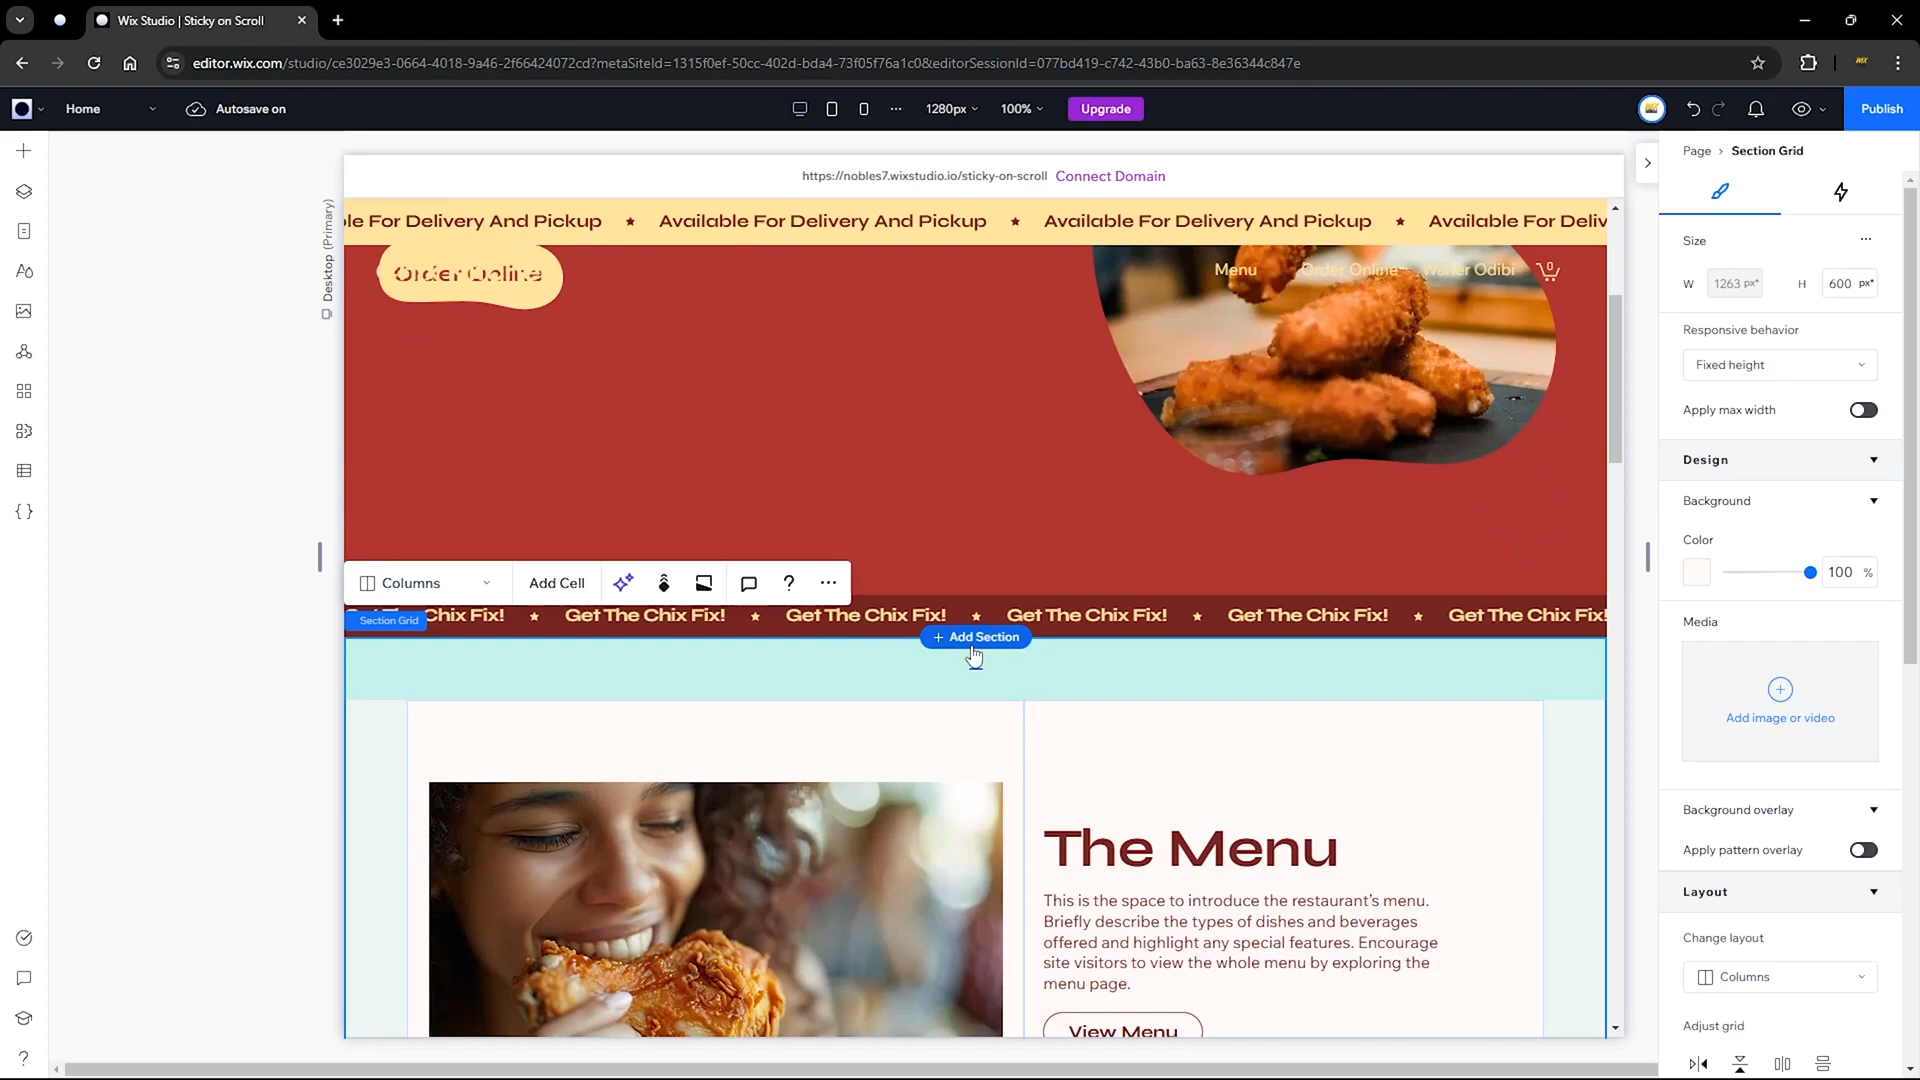 Wix Studio | Sticky on Scroll
editor.wix.com/studio/ce3029e3-0664-4018-9a46-2f66424072cd?metaSiteId=1315f0ef-50cc-402d-bda4-73f05f76a1c0&editorSessionId=077bd419-c742-43b0-ba63-8e36344c847e
Home
Autosave on
1280px
100%
Upgrade
Publish
Page > Section Grid
https://nobles7.wixstudio.io/sticky-on-scroll Connect Domain
Desktop (Primary)
le For Delivery And Pickup ★ Available For Delivery And Pickup ★ Available For Delivery And Pickup ★ Available For Deliv
Order Online
Menu
Order Online
Walter Odibi
0
Size
W 1263 px* H 600 px*
Responsive behavior
Fixed height
Apply max width
Design
Background
Color
100 %
Media
Add image or video
Background overlay
Apply pattern overlay
Layout
Change layout
Columns
Adjust grid
Columns
Add Cell
Section Grid
Chix Fix! ★ Get The Chix Fix! ★ Get The Chix Fix! ★ Get The Chix Fix! ★ Get The Chix Fix! ★ Get The Chix Fix!
+ Add Section
The Menu
This is the space to introduce the restaurant's menu.
Briefly describe the types of dishes and beverages
offered and highlight any special features. Encourage
site visitors to view the whole menu by exploring the
menu page.
View Menu